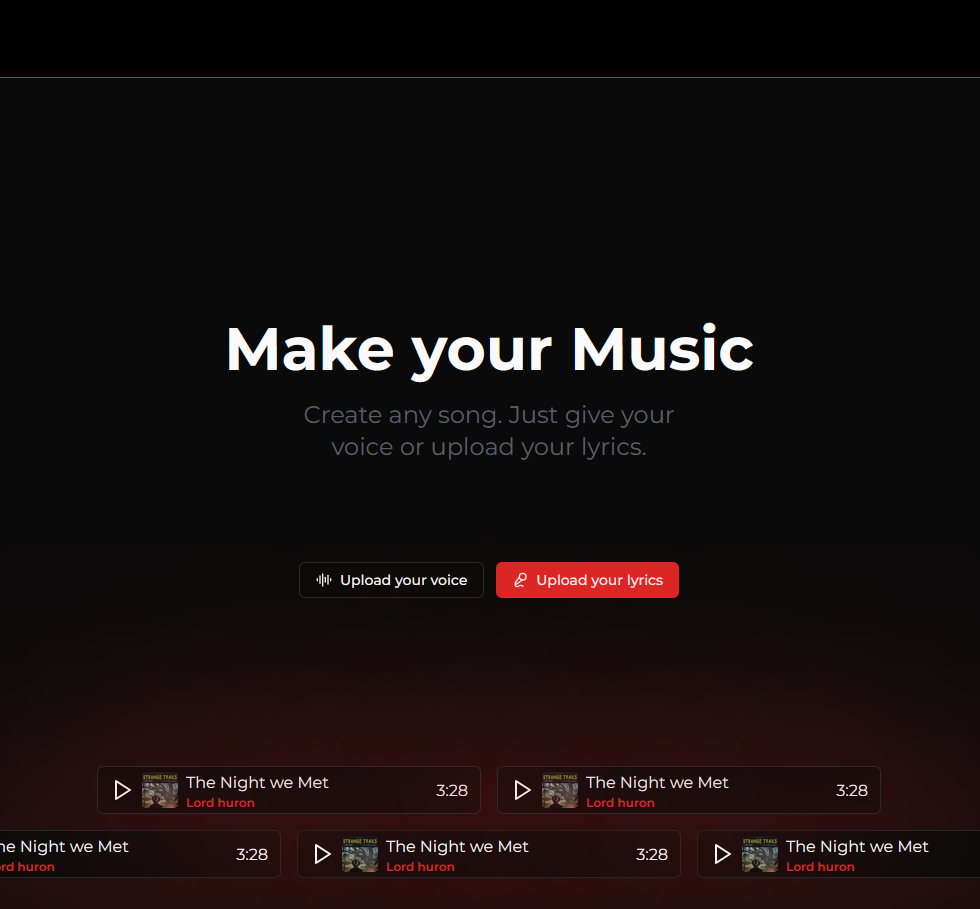 Make your Music
Create any song. Just give your
voice or upload your lyrics.
Upload your voice
Upload your lyrics
STRANGE TRAILS
The Night we Met
Lord huron
3:28
STRANGE TRAILS
The Night we Met
Lord huron
3:28
he Night we Met
ord huron
3:28
STRANGE TRAILS
The Night we Met
Lord huron
3:28
STRANGE TRAILS
The Night we Met
Lord huron